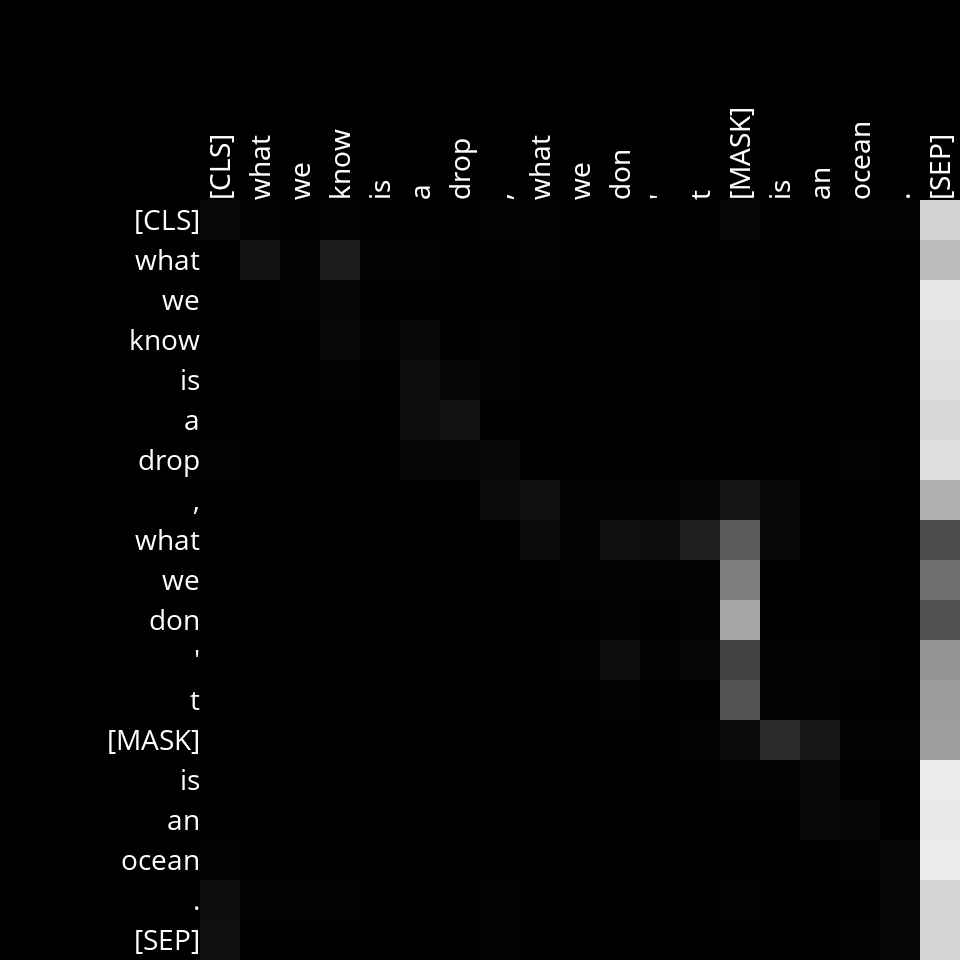 [CLS] what we know is a drop , what we don ' t [MASK] is an ocean . [SEP]
[CLS]
what
we
know
is
a
drop
,
what
we
don
'
t
[MASK]
is
an
ocean
.
[SEP]